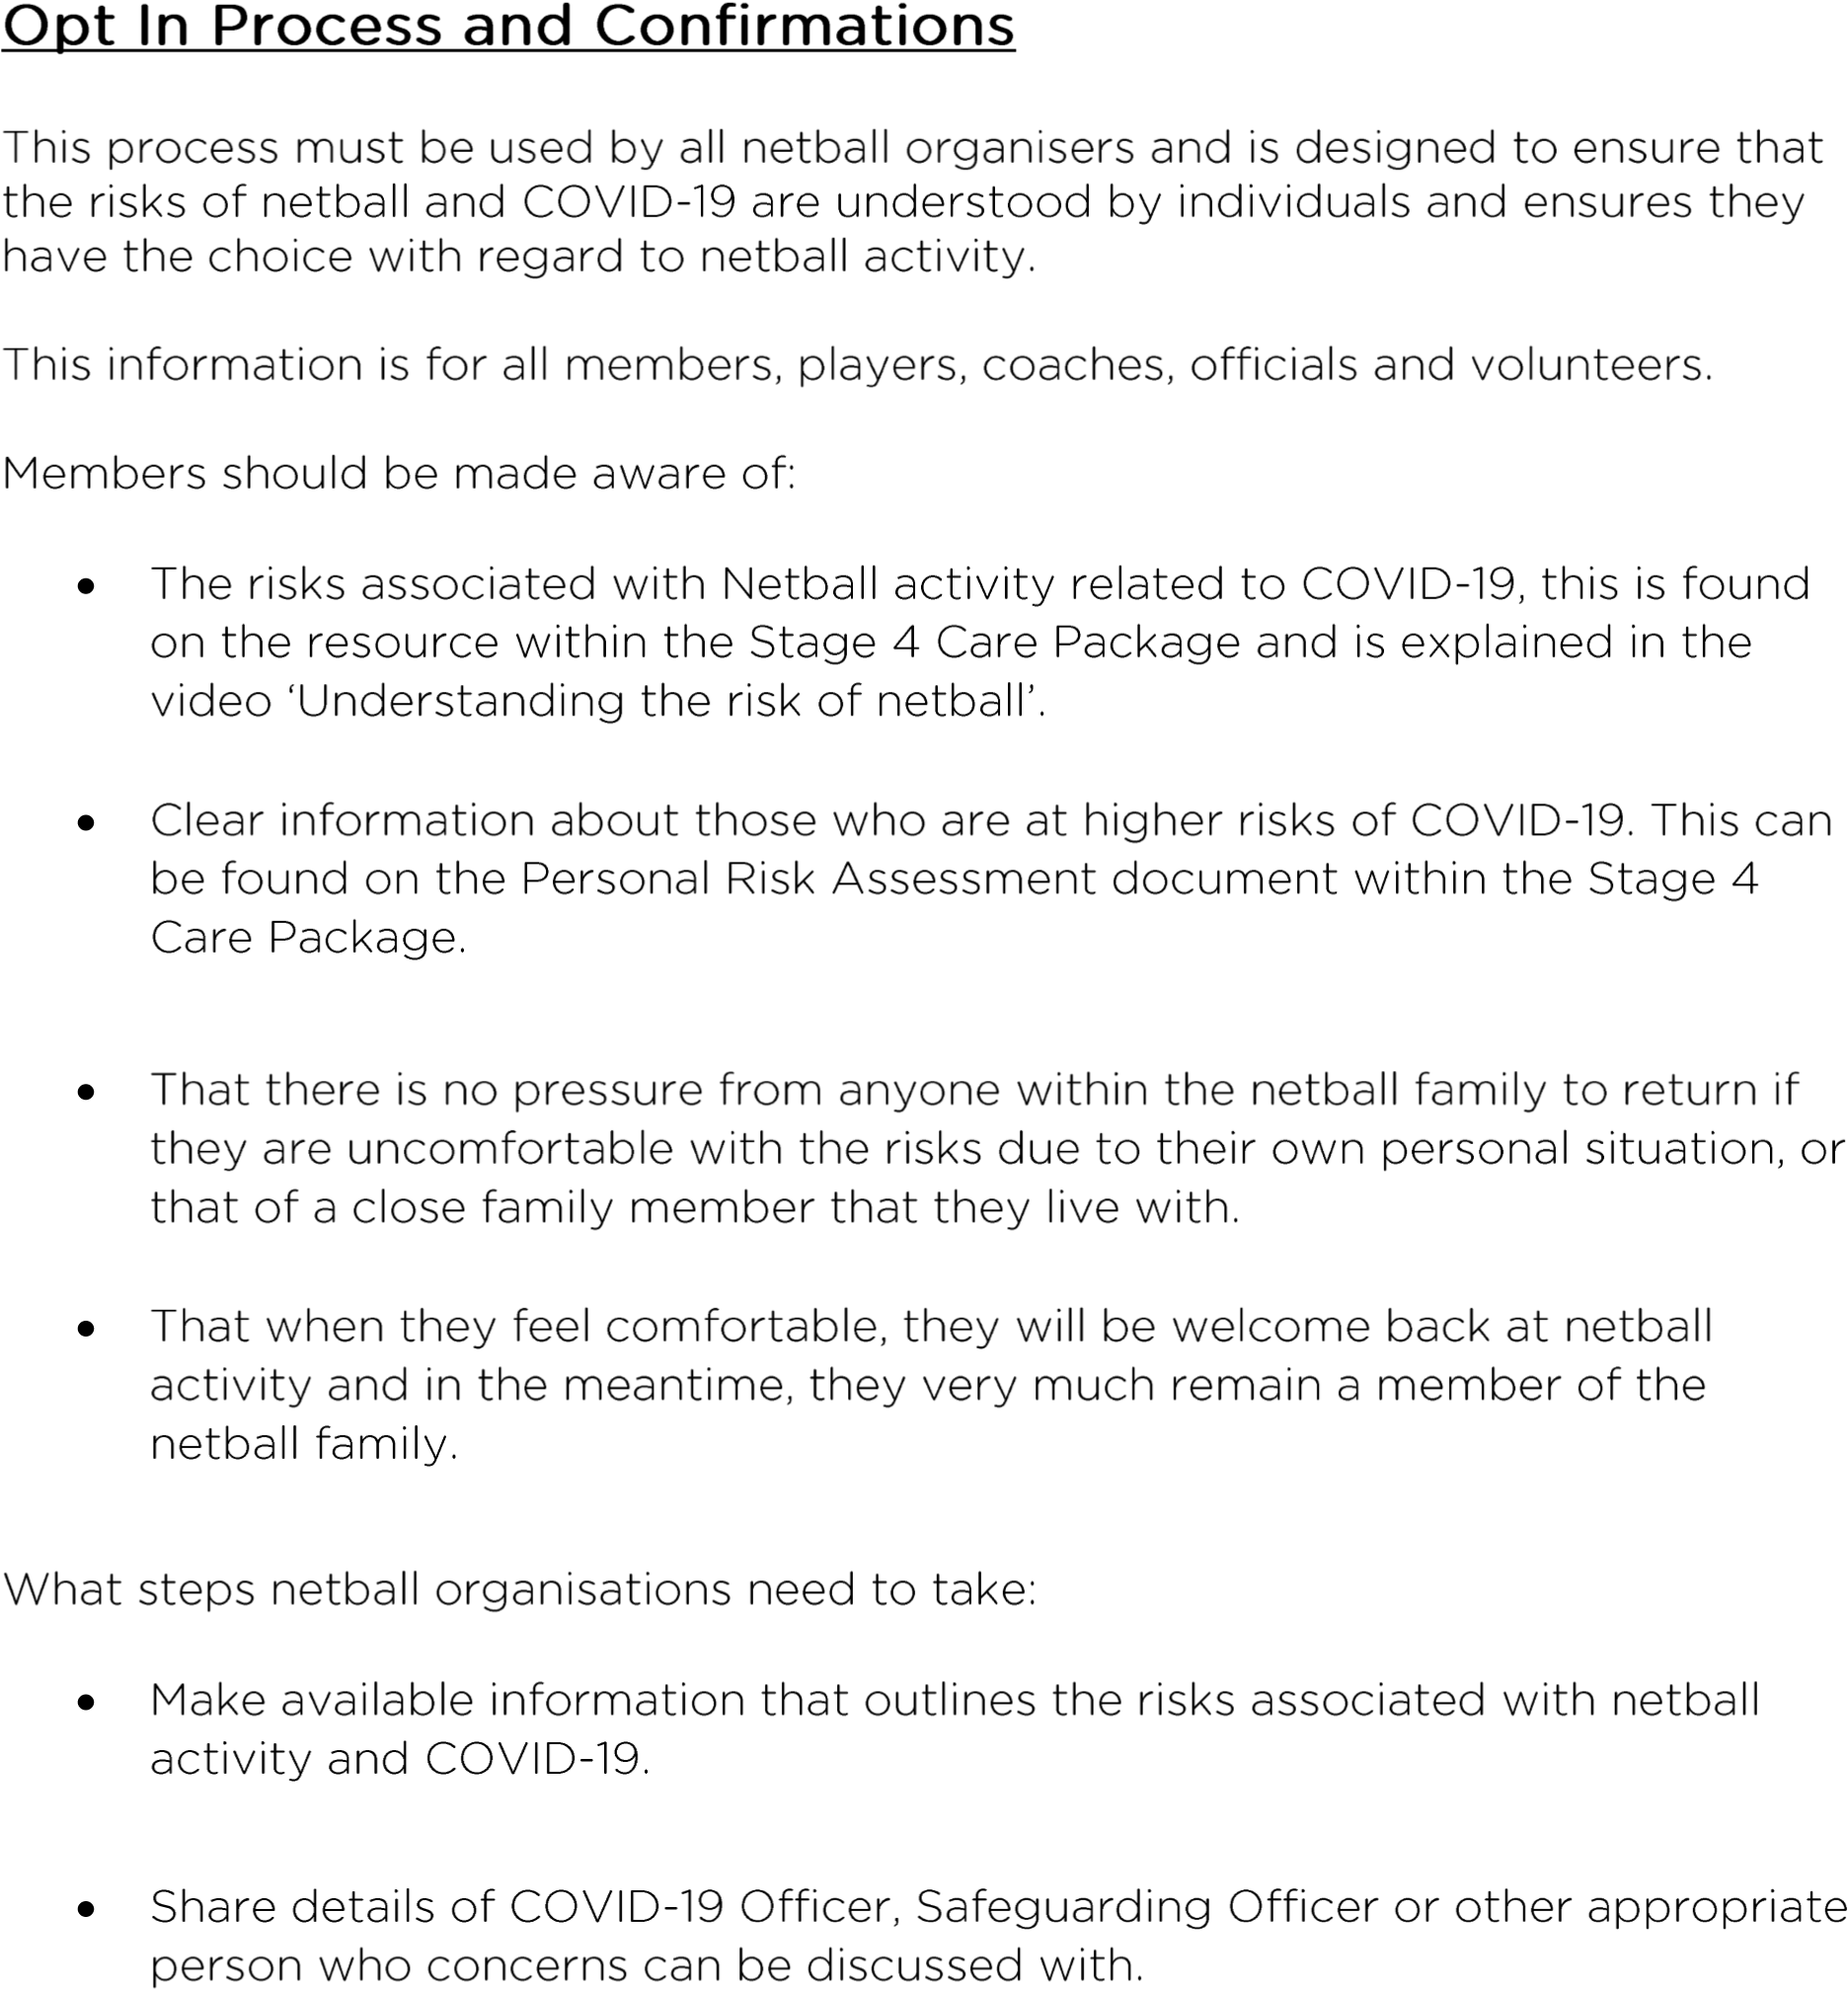 Opt In Process and Confirmations
This process must be used by all netball organisers and is designed to ensure that
the risks of netball and COVID-19 are understood by individuals and ensures they
have the choice with regard to netball activity.
This information is for all members, players, coaches, officials and volunteers.
Members should be made aware of:
• The risks associated with Netball activity related to COVID-19, this is found
on the resource within the Stage 4 Care Package and is explained in the
video ‘Understanding the risk of netball’.
• Clear information about those who are at higher risks of COVID-19. This can
be found on the Personal Risk Assessment document within the Stage 4
Care Package.
• That there is no pressure from anyone within the netball family to return if
they are uncomfortable with the risks due to their own personal situation, or
that of a close family member that they live with.
• That when they feel comfortable, they will be welcome back at netball
activity and in the meantime, they very much remain a member of the
netball family.
What steps netball organisations need to take:
• Make available information that outlines the risks associated with netball
activity and COVID-19.
• Share details of COVID-19 Officer, Safeguarding Officer or other appropriate
person who concerns can be discussed with.